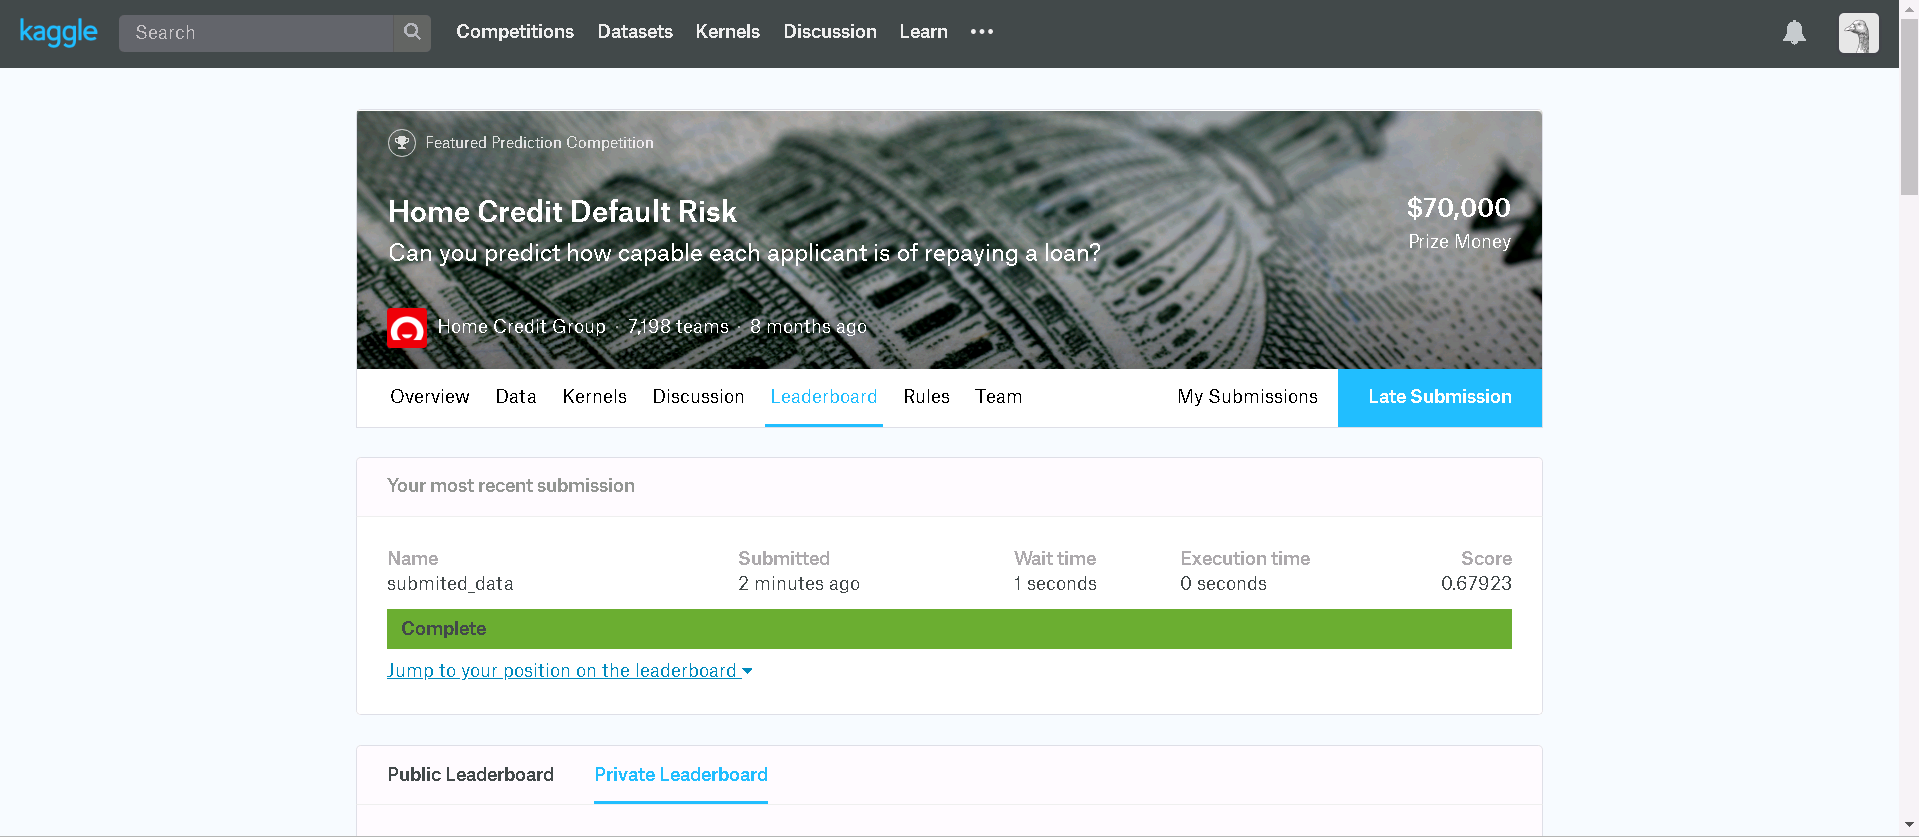 kaggle
Search
Competitions Datasets Kernels Discussion Learn •••
Featured Prediction Competition
Home Credit Default Risk
Can you predict how capable each applicant is of repaying a loan?
$70,000
Prize Money
Home Credit Group · 7,198 teams · 8 months ago
Overview Data Kernels Discussion Leaderboard Rules Team My Submissions Late Submission
Your most recent submission
Name Submitted Wait time Execution time Score
submited_data 2 minutes ago 1 seconds 0 seconds 0.67923
Complete
Jump to your position on the leaderboard
Public Leaderboard Private Leaderboard